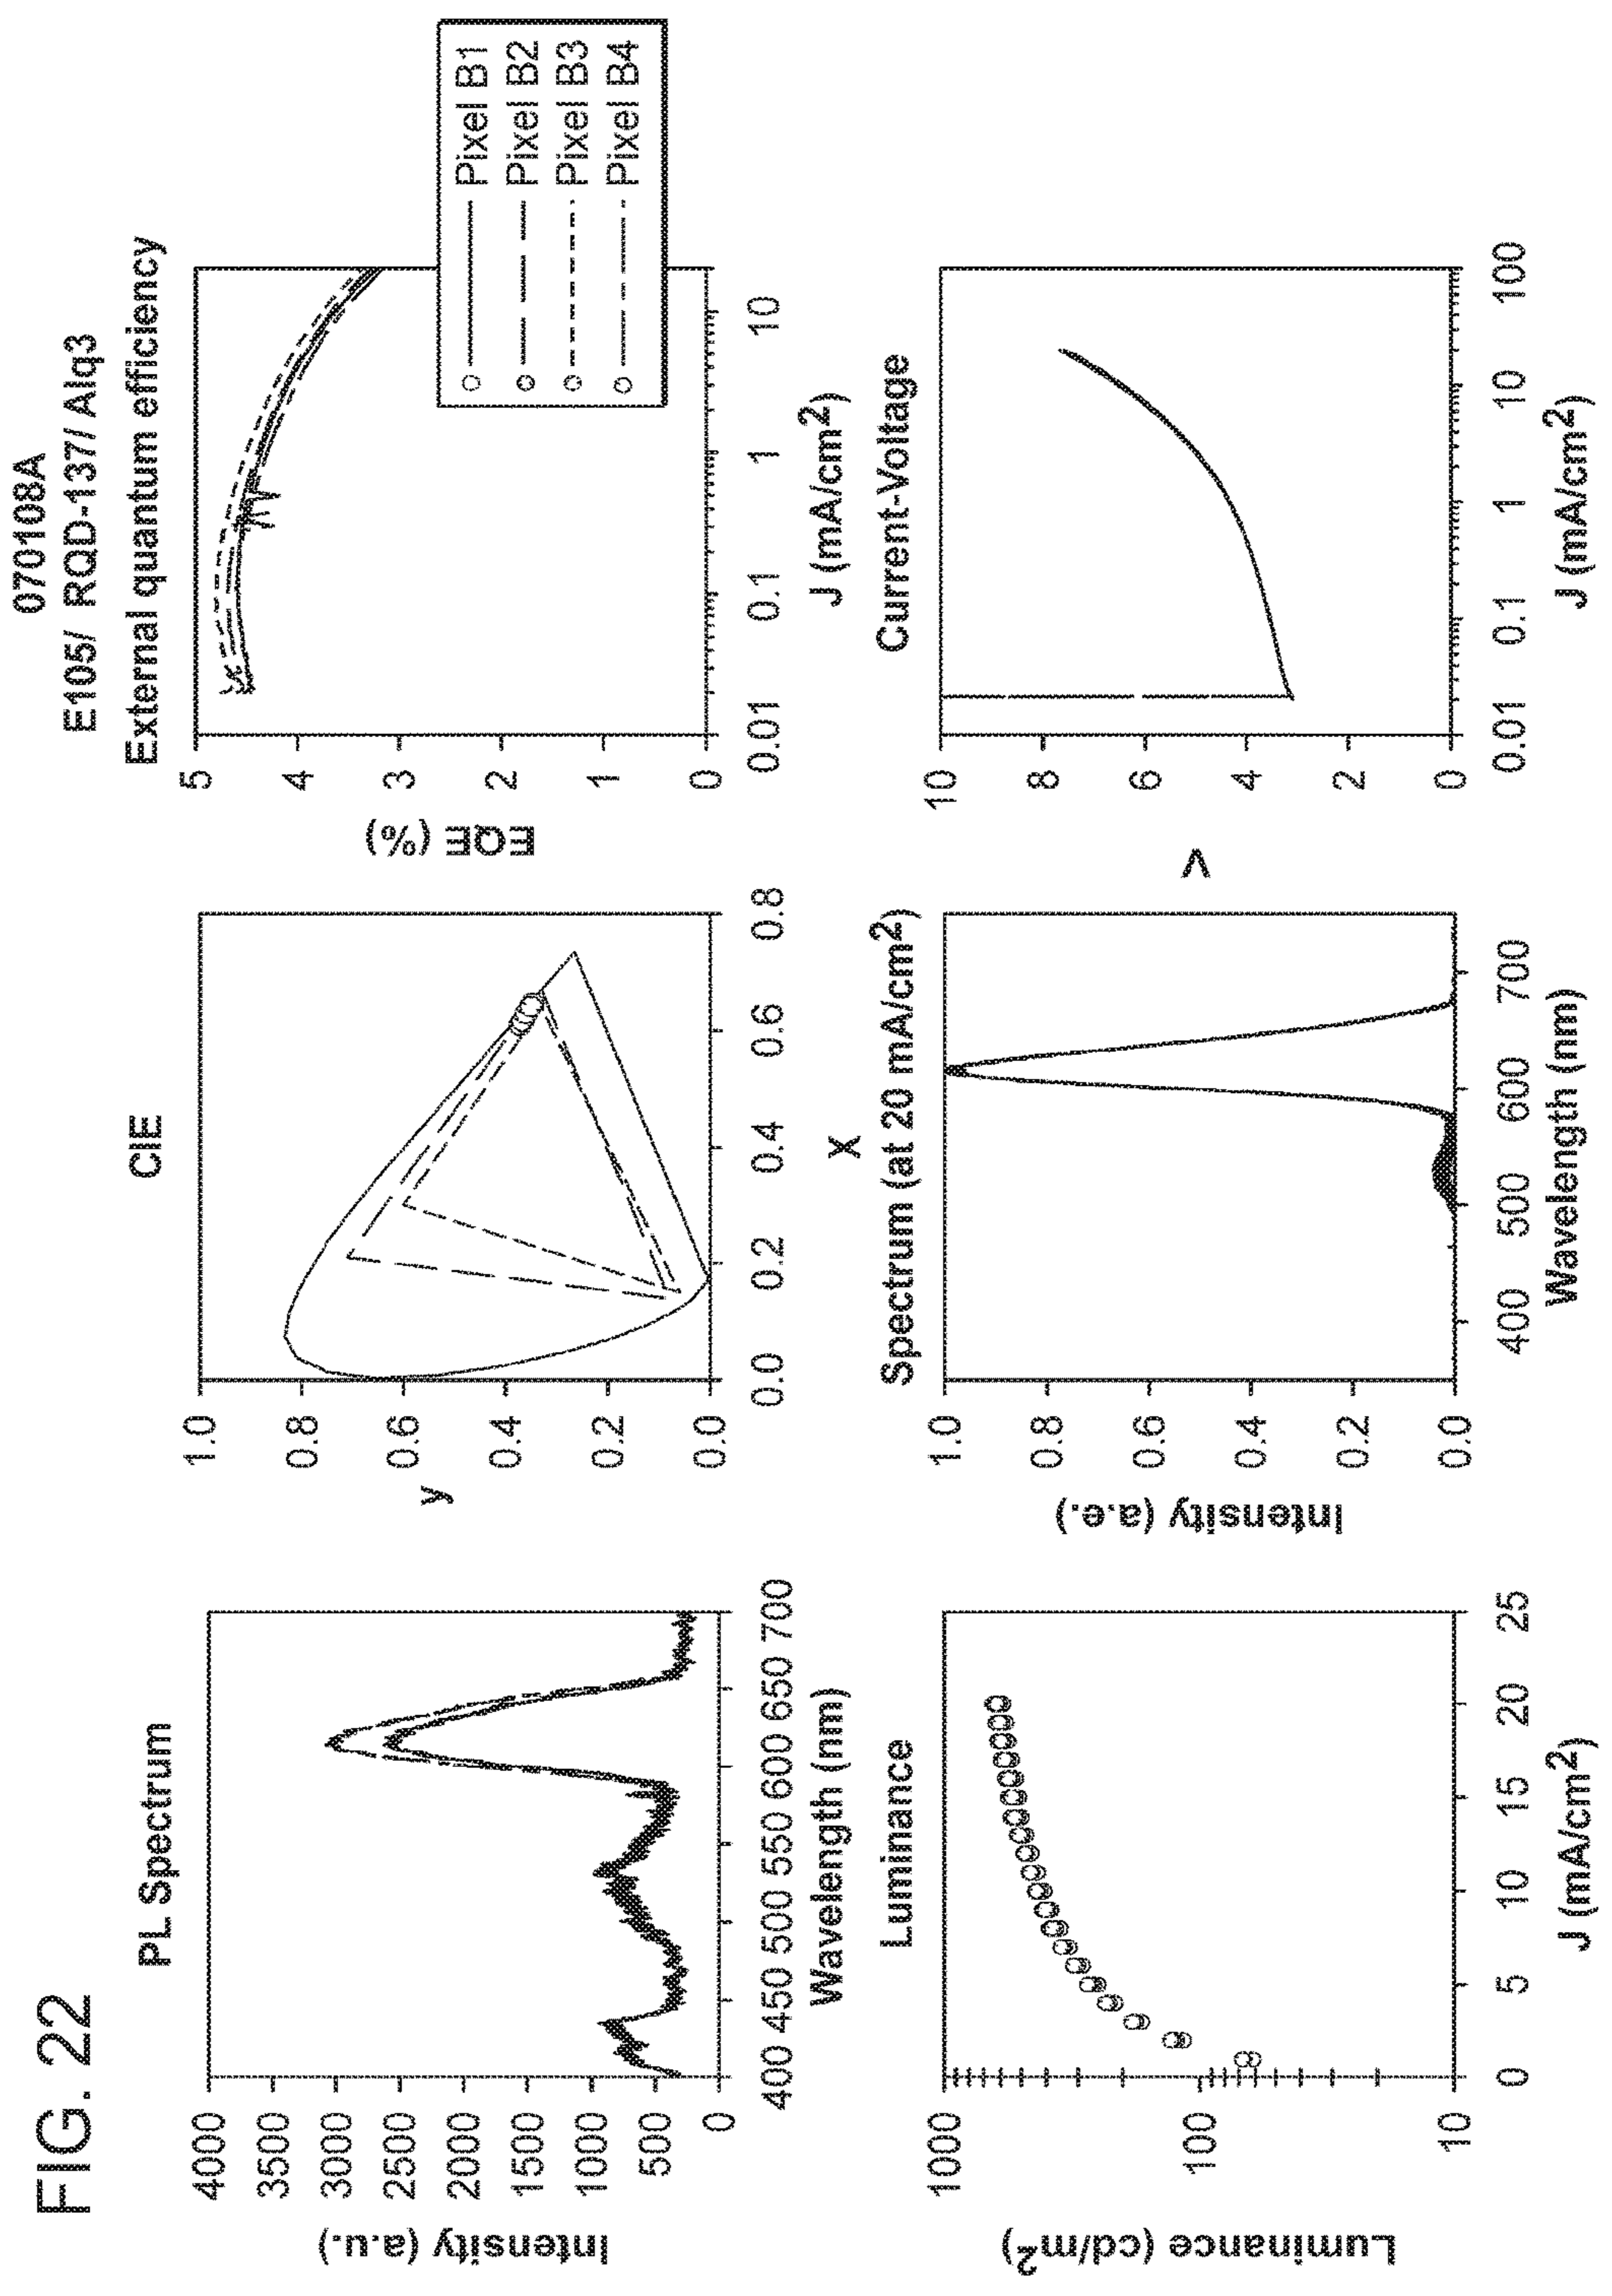 FIG. 22
070108A
E105/ RQD-137/ Alq3
PL Spectrum
4000
3500
3000
2500
2000
1500
1000
500
0
Intensity (a.u.)
400 450 500 550 600 650 700
Wavelength (nm)
CIE
1.0
0.8
0.6
0.4
0.2
0.0
y
0.0 0.2 0.4 0.6 0.8
X
External quantum efficiency
5
4
3
2
1
0
EQE (%)
0.01 0.1 1 10
J (mA/cm2)
Pixel B1
Pixel B2
Pixel B3
Pixel B4
Luminance
1000
100
10
Luminance (cd/m2)
0 5 10 15 20 25
J (mA/cm2)
Spectrum (at 20 mA/cm2)
1.0
0.8
0.6
0.4
0.2
0.0
Intensity (a.e.)
400 500 600 700
Wavelength (nm)
Current-Voltage
10
8
6
4
2
0
V
0.01 0.1 1 10 100
J (mA/cm2)